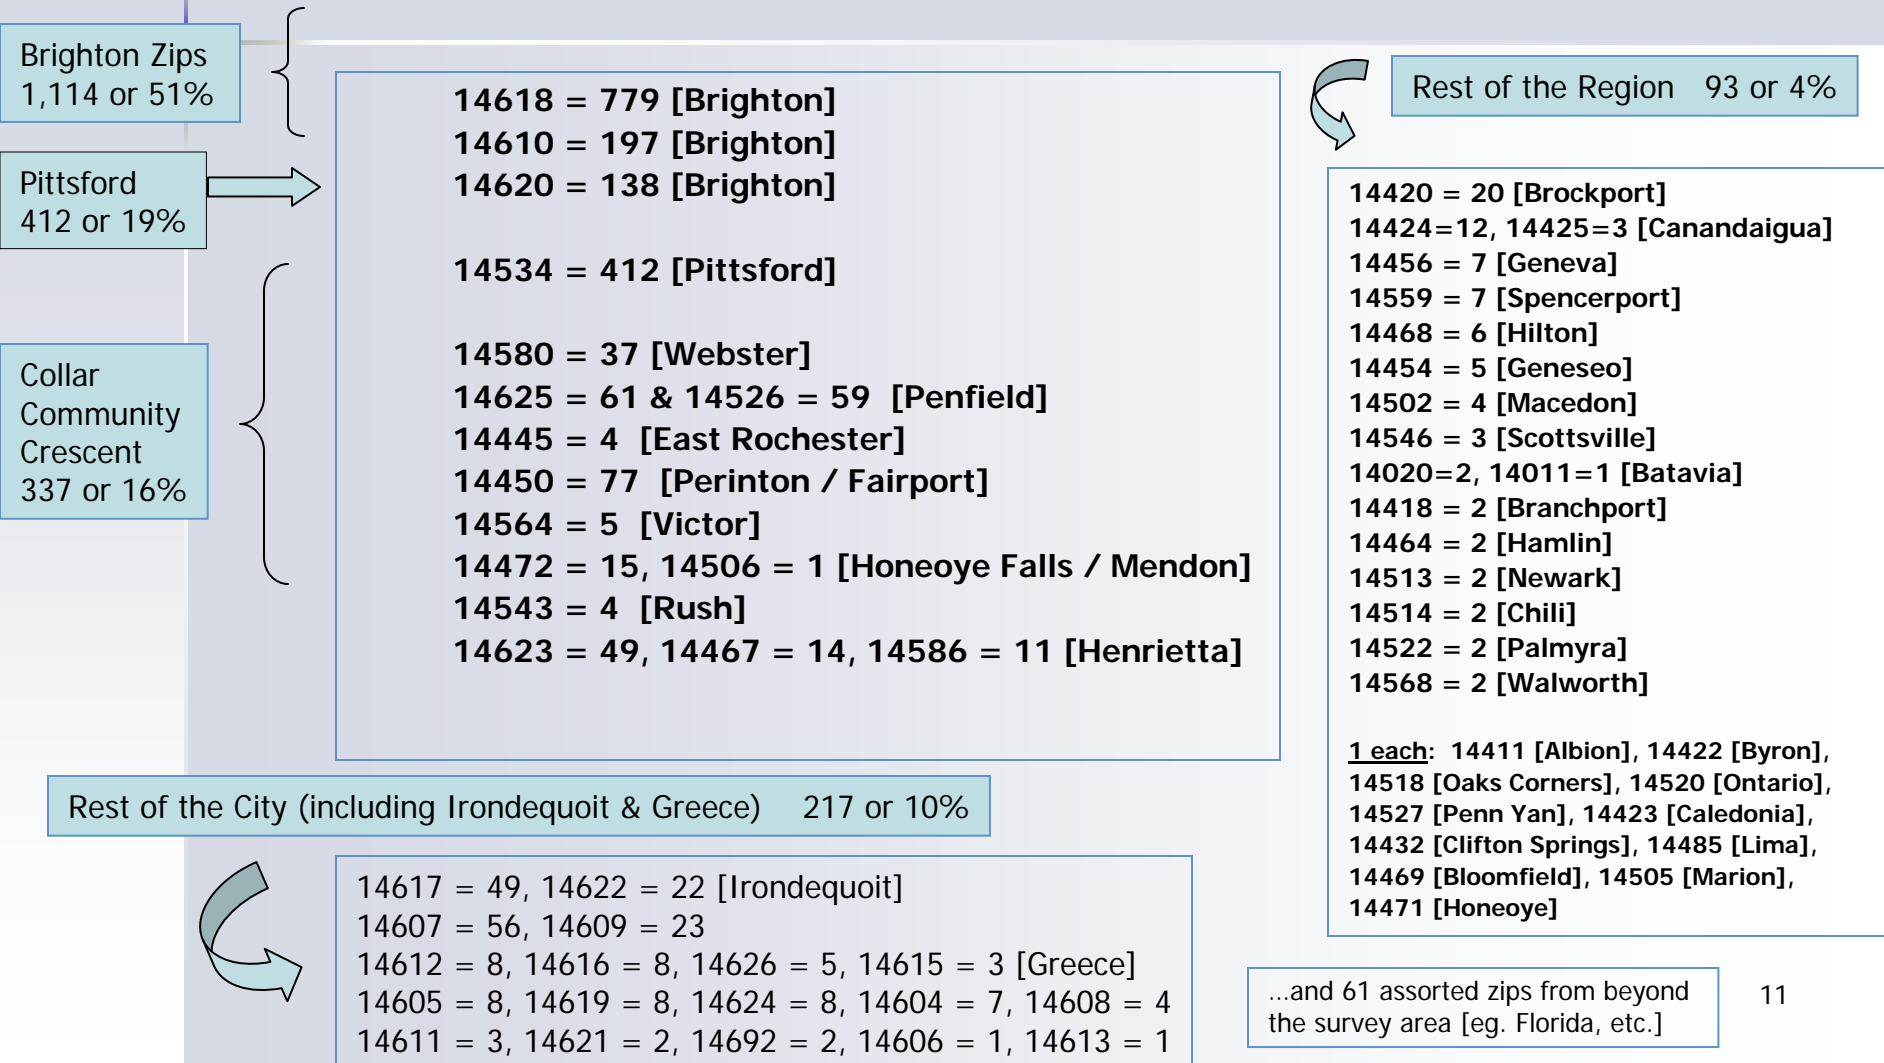 Brighton Zips
1,114 or 51%
14618 = 779 [Brighton]
14610 = 197 [Brighton]
14620 = 138 [Brighton]
Pittsford
412 or 19%
14534 = 412 [Pittsford]
Collar
Community
Crescent
337 or 16%
14580 = 37 [Webster]
14625 = 61 & 14526 = 59 [Penfield]
14445 = 4 [East Rochester]
14450 = 77 [Perinton / Fairport]
14564 = 5 [Victor]
14472 = 15, 14506 = 1 [Honeoye Falls / Mendon]
14543 = 4 [Rush]
14623 = 49, 14467 = 14, 14586 = 11 [Henrietta]
Rest of the City (including Irondequoit & Greece) 217 or 10%
14617 = 49, 14622 = 22 [Irondequoit]
14607 = 56, 14609 = 23
14612 = 8, 14616 = 8, 14626 = 5, 14615 = 3 [Greece]
14605 = 8, 14619 = 8, 14624 = 8, 14604 = 7, 14608 = 4
14611 = 3, 14621 = 2, 14692 = 2, 14606 = 1, 14613 = 1
Rest of the Region 93 or 4%
14420 = 20 [Brockport]
14424=12, 14425=3 [Canandaigua]
14456 = 7 [Geneva]
14559 = 7 [Spencerport]
14468 = 6 [Hilton]
14454 = 5 [Geneseo]
14502 = 4 [Macedon]
14546 = 3 [Scottsville]
14020=2, 14011=1 [Batavia]
14418 = 2 [Branchport]
14464 = 2 [Hamlin]
14513 = 2 [Newark]
14514 = 2 [Chili]
14522 = 2 [Palmyra]
14568 = 2 [Walworth]
1 each: 14411 [Albion], 14422 [Byron],
14518 [Oaks Corners], 14520 [Ontario],
14527 [Penn Yan], 14423 [Caledonia],
14432 [Clifton Springs], 14485 [Lima],
14469 [Bloomfield], 14505 [Marion],
14471 [Honeoye]
...and 61 assorted zips from beyond
the survey area [eg. Florida, etc.]
11